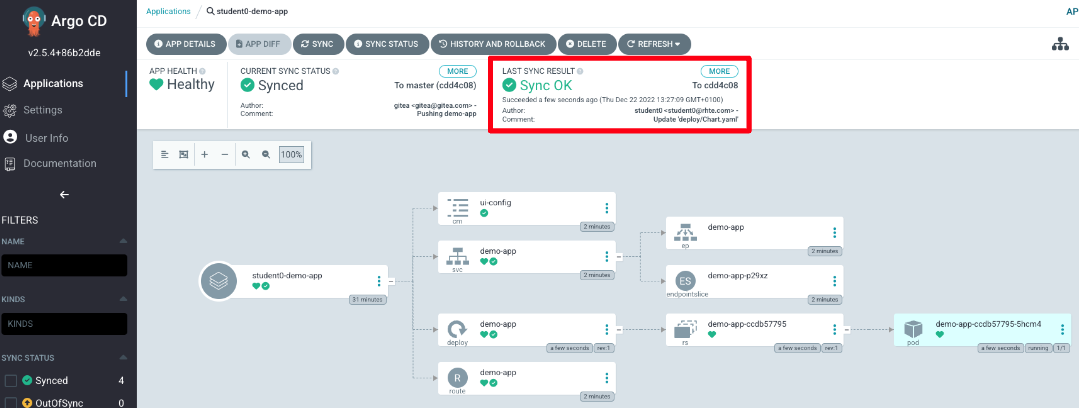 Argo CD
v2.5.4+86b2dde
Applications
Settings
User Info
Documentation
FILTERS
NAME
NAME
KINDS
KINDS
SYNC STATUS
Synced 4
OutOfSync 0
Applications / student0-demo-app
AP
APP DETAILS APP DIFF SYNC SYNC STATUS HISTORY AND ROLLBACK DELETE REFRESH
APP HEALTH
Healthy
CURRENT SYNC STATUS MORE
Synced To master (cdd4c08)
Author: gitea <gitea@gitea.com> -
Comment: Pushing demo-app
LAST SYNC RESULT MORE
Sync OK To cdd4c08
Succeeded a few seconds ago (Thu Dec 22 2022 13:27:09 GMT+0100)
Author: student0 <student0@rhte.com> -
Comment: Update 'deploy/Chart.yaml'
100%
student0-demo-app
31 minutes
ui-config
cm
2 minutes
demo-app
svc
2 minutes
demo-app
deploy
a few seconds rev:1
R
demo-app
route
2 minutes
demo-app
ep
2 minutes
ES
demo-app-p29xz
endpointslice
2 minutes
demo-app-ccdb57795
rs
a few seconds rev:1
demo-app-ccdb57795-5hcm4
pod
a few seconds running 1/1